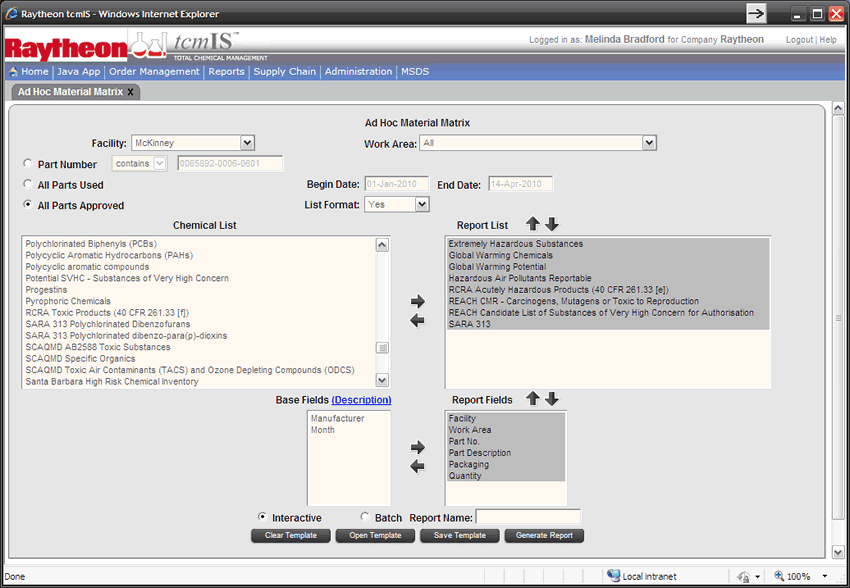 Raytheon tcmIS - Windows Internet Explorer
Raytheon tcmIS™
TOTAL CHEMICAL MANAGEMENT
Logged in as: Melinda Bradford for Company Raytheon Logout | Help
Home | Java App | Order Management | Reports | Supply Chain | Administration | MSDS
Ad Hoc Material Matrix X
Ad Hoc Material Matrix
Facility: McKinney Work Area: All
Part Number contains 0065892-0006-0601
All Parts Used Begin Date: 01-Jan-2010 End Date: 14-Apr-2010
All Parts Approved List Format: Yes
Chemical List
Polychlorinated Biphenyls (PCBs)
Polycyclic Aromatic Hydrocarbons (PAHs)
Polycyclic aromatic compounds
Potential SVHC - Substances of Very High Concern
Progestins
Pyrophoric Chemicals
RCRA Toxic Products (40 CFR 261.33 [f])
SARA 313 Polychlorinated Dibenzofurans
SARA 313 Polychlorinated dibenzo-para(p)-dioxins
SCAQMD AB2588 Toxic Substances
SCAQMD Specific Organics
SCAQMD Toxic Air Contaminants (TACS) and Ozone Depleting Compounds (ODCS)
Santa Barbara High Risk Chemical Inventory
Report List
Extremely Hazardous Substances
Global Warming Chemicals
Global Warming Potential
Hazardous Air Pollutants Reportable
RCRA Acutely Hazardous Products (40 CFR 261.33 [e])
REACH CMR - Carcinogens, Mutagens or Toxic to Reproduction
REACH Candidate List of Substances of Very High Concern for Authorisation
SARA 313
Base Fields (Description)
Manufacturer
Month
Report Fields
Facility
Work Area
Part No.
Part Description
Packaging
Quantity
Interactive Batch Report Name:
Clear Template Open Template Save Template Generate Report
Done Local intranet 100%